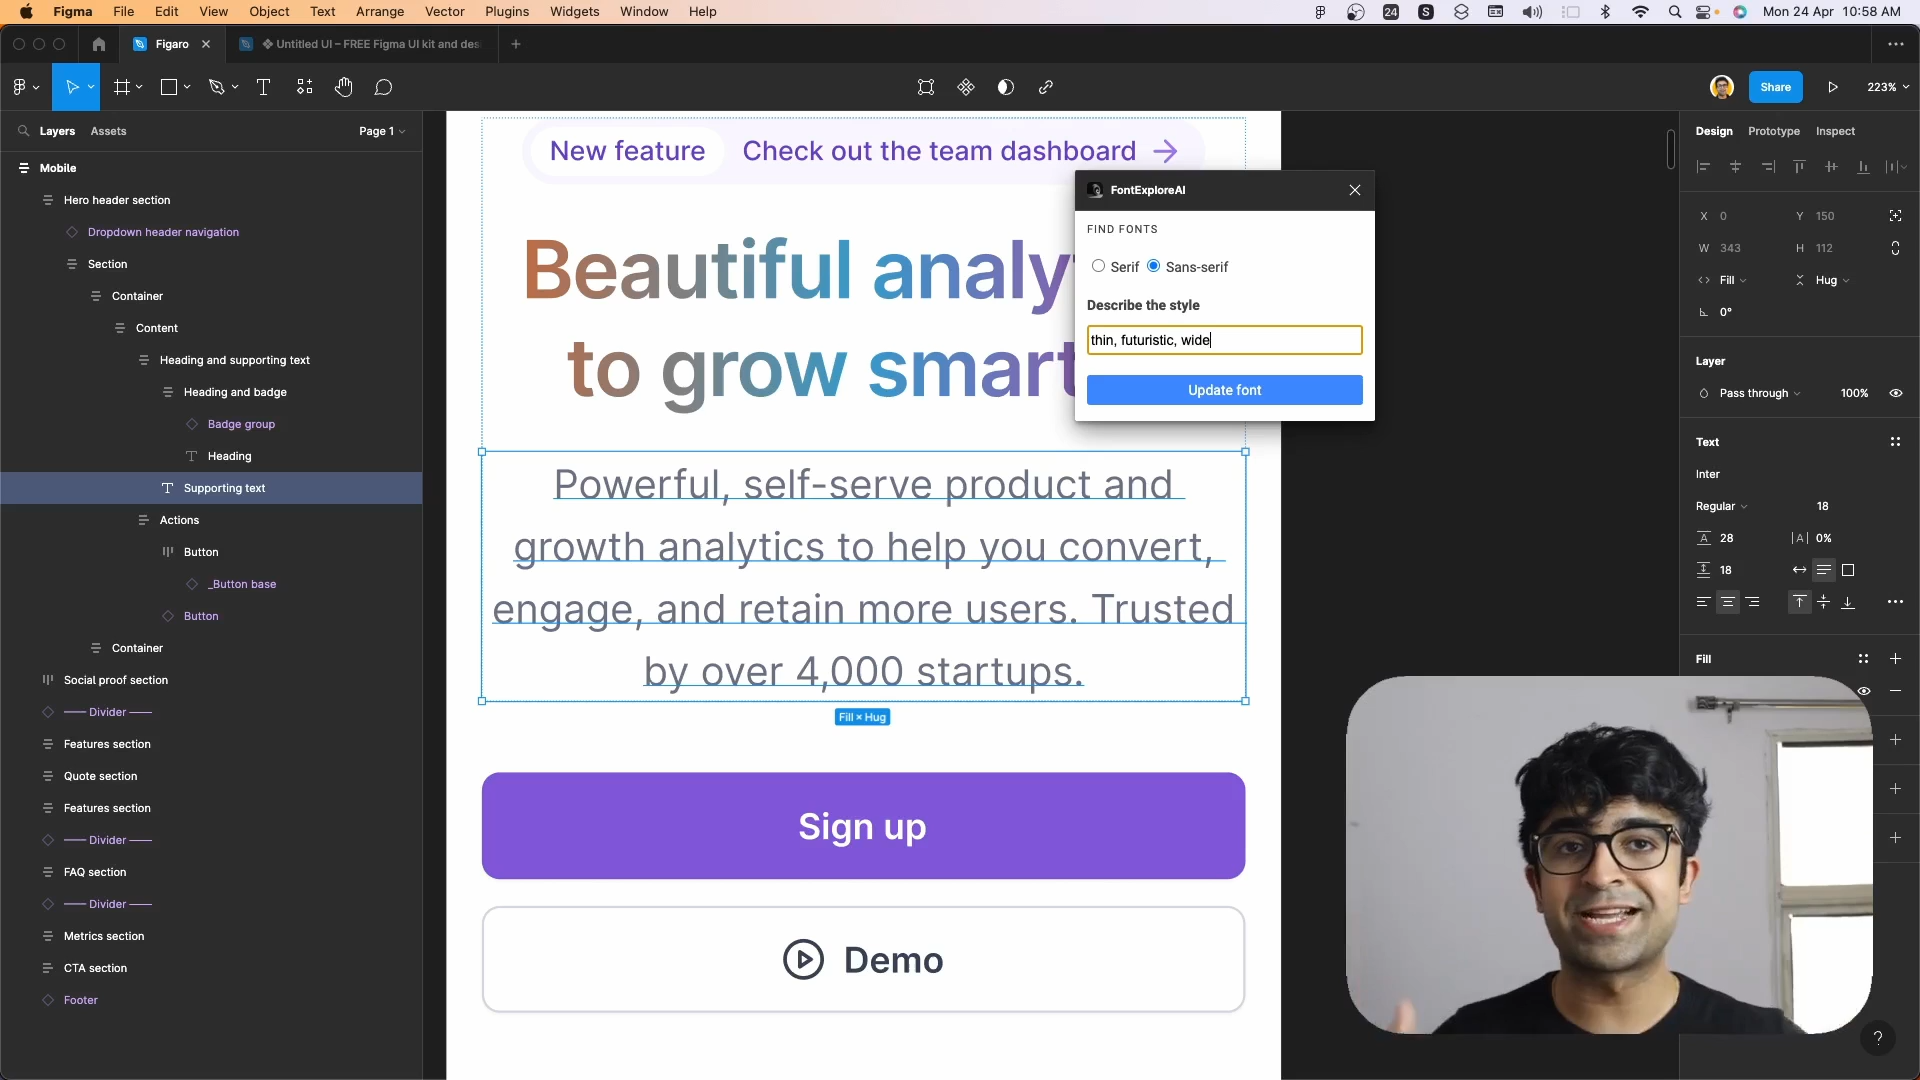 Figma File Edit View Object Text Arrange Vector Plugins Widgets Window Help
24 S Mon 24 Apr 10:58 AM
Figaro
Untitled UI – FREE Figma UI kit and des
Share
223%
Layers Assets Page 1
Mobile
Hero header section
Dropdown header navigation
Section
Container
Content
Heading and supporting text
Heading and badge
Badge group
Heading
Supporting text
Actions
Button
_Button base
Button
Container
Social proof section
Divider
Features section
Quote section
Features section
Divider
FAQ section
Divider
Metrics section
CTA section
Footer
New feature Check out the team dashboard
Beautiful analy
to grow smart
Powerful, self-serve product and
growth analytics to help you convert,
engage, and retain more users. Trusted
by over 4,000 startups.
Fill × Hug
Sign up
Demo
FontExploreAI
FIND FONTS
Serif Sans-serif
Describe the style
thin, futuristic, wide
Update font
Design Prototype Inspect
X 0 Y 150
W 343 H 112
Fill Hug
0°
Layer
Pass through 100%
Text
Inter
Regular 18
A 28 |A| 0%
18
Fill
?